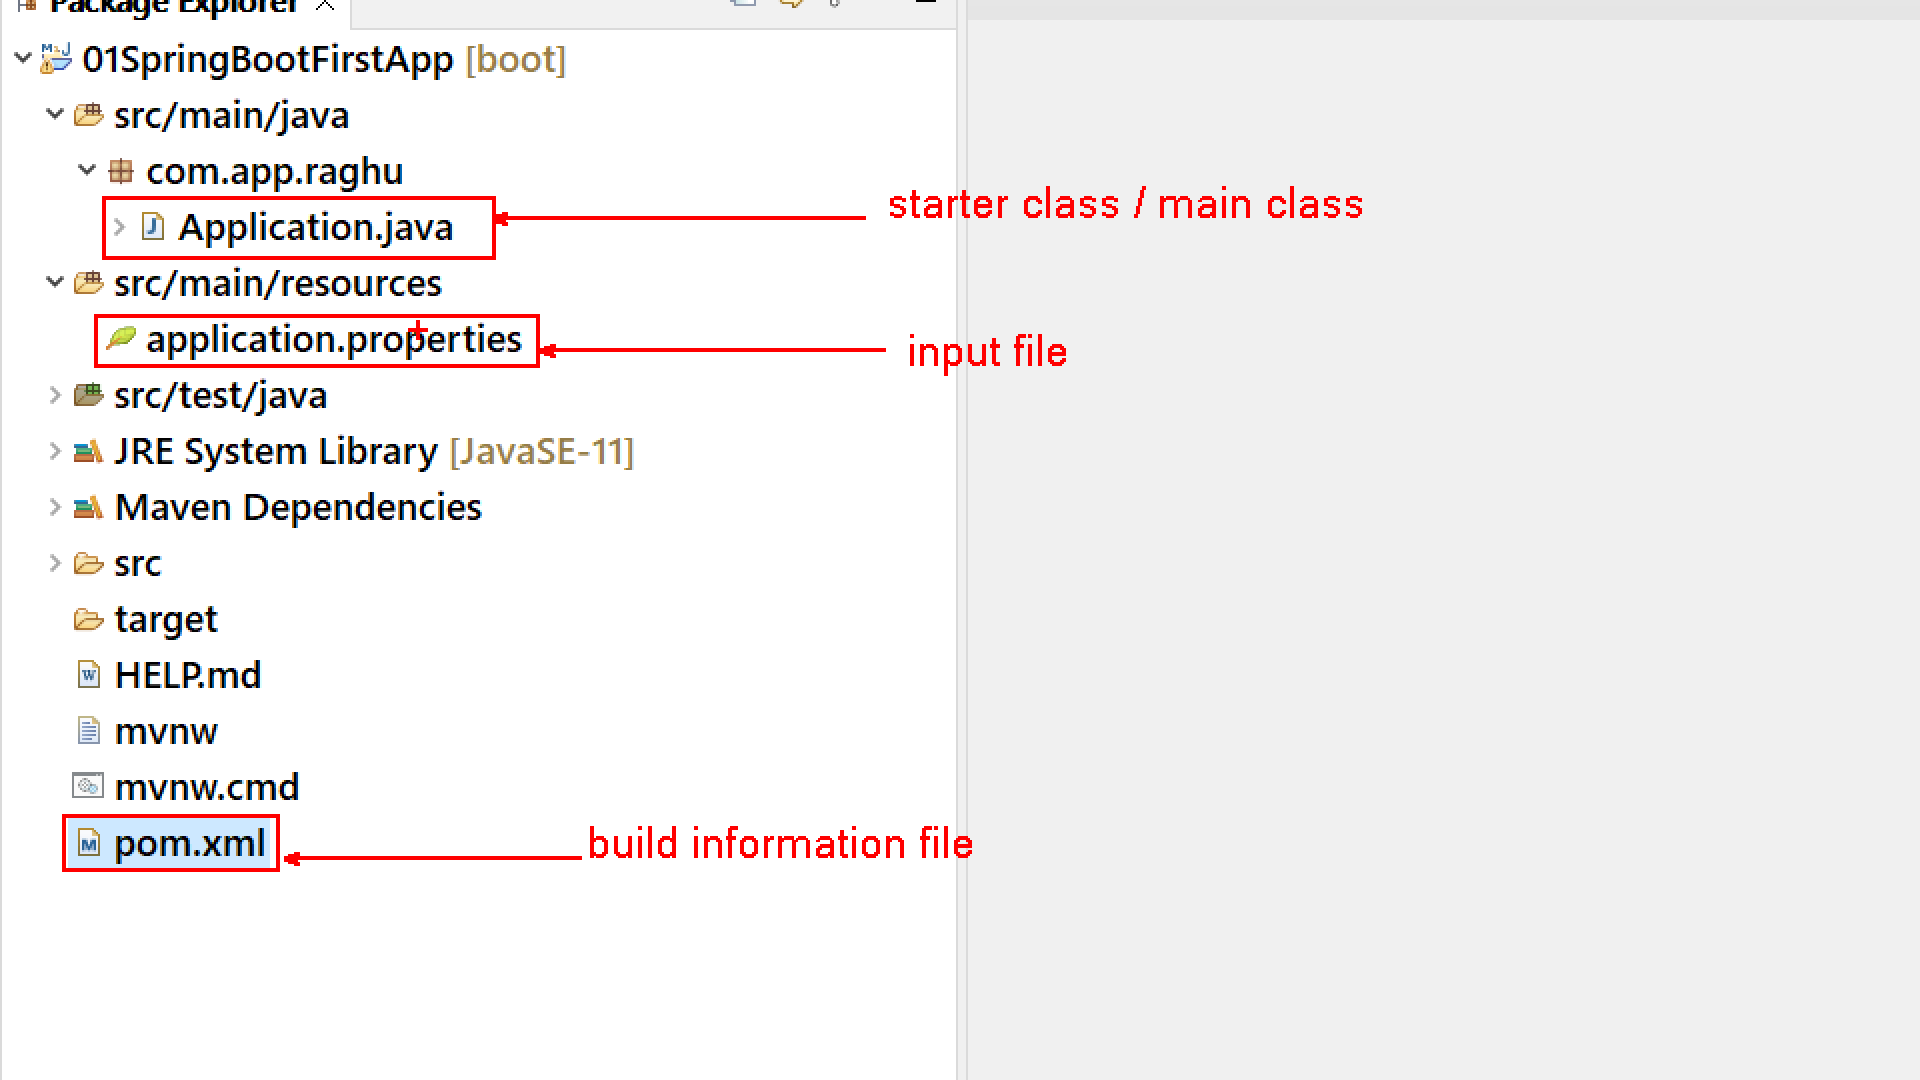 Package Explorer
01SpringBootFirstApp [boot]
src/main/java
com.app.raghu
Application.java
starter class / main class
src/main/resources
application.properties
input file
src/test/java
JRE System Library [JavaSE-11]
Maven Dependencies
src
target
HELP.md
mvnw
mvnw.cmd
pom.xml
build information file